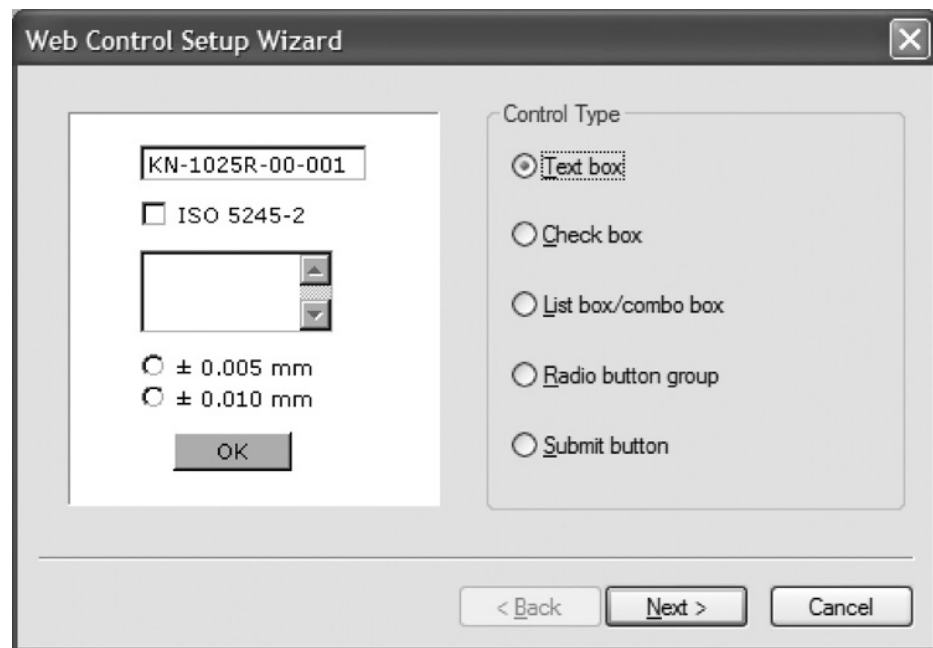 Web Control Setup Wizard
KN-1025R-00-001
ISO 5245-2
± 0.005 mm
± 0.010 mm
OK
Control Type
Text box
Check box
List box/combo box
Radio button group
Submit button
< Back
Next >
Cancel